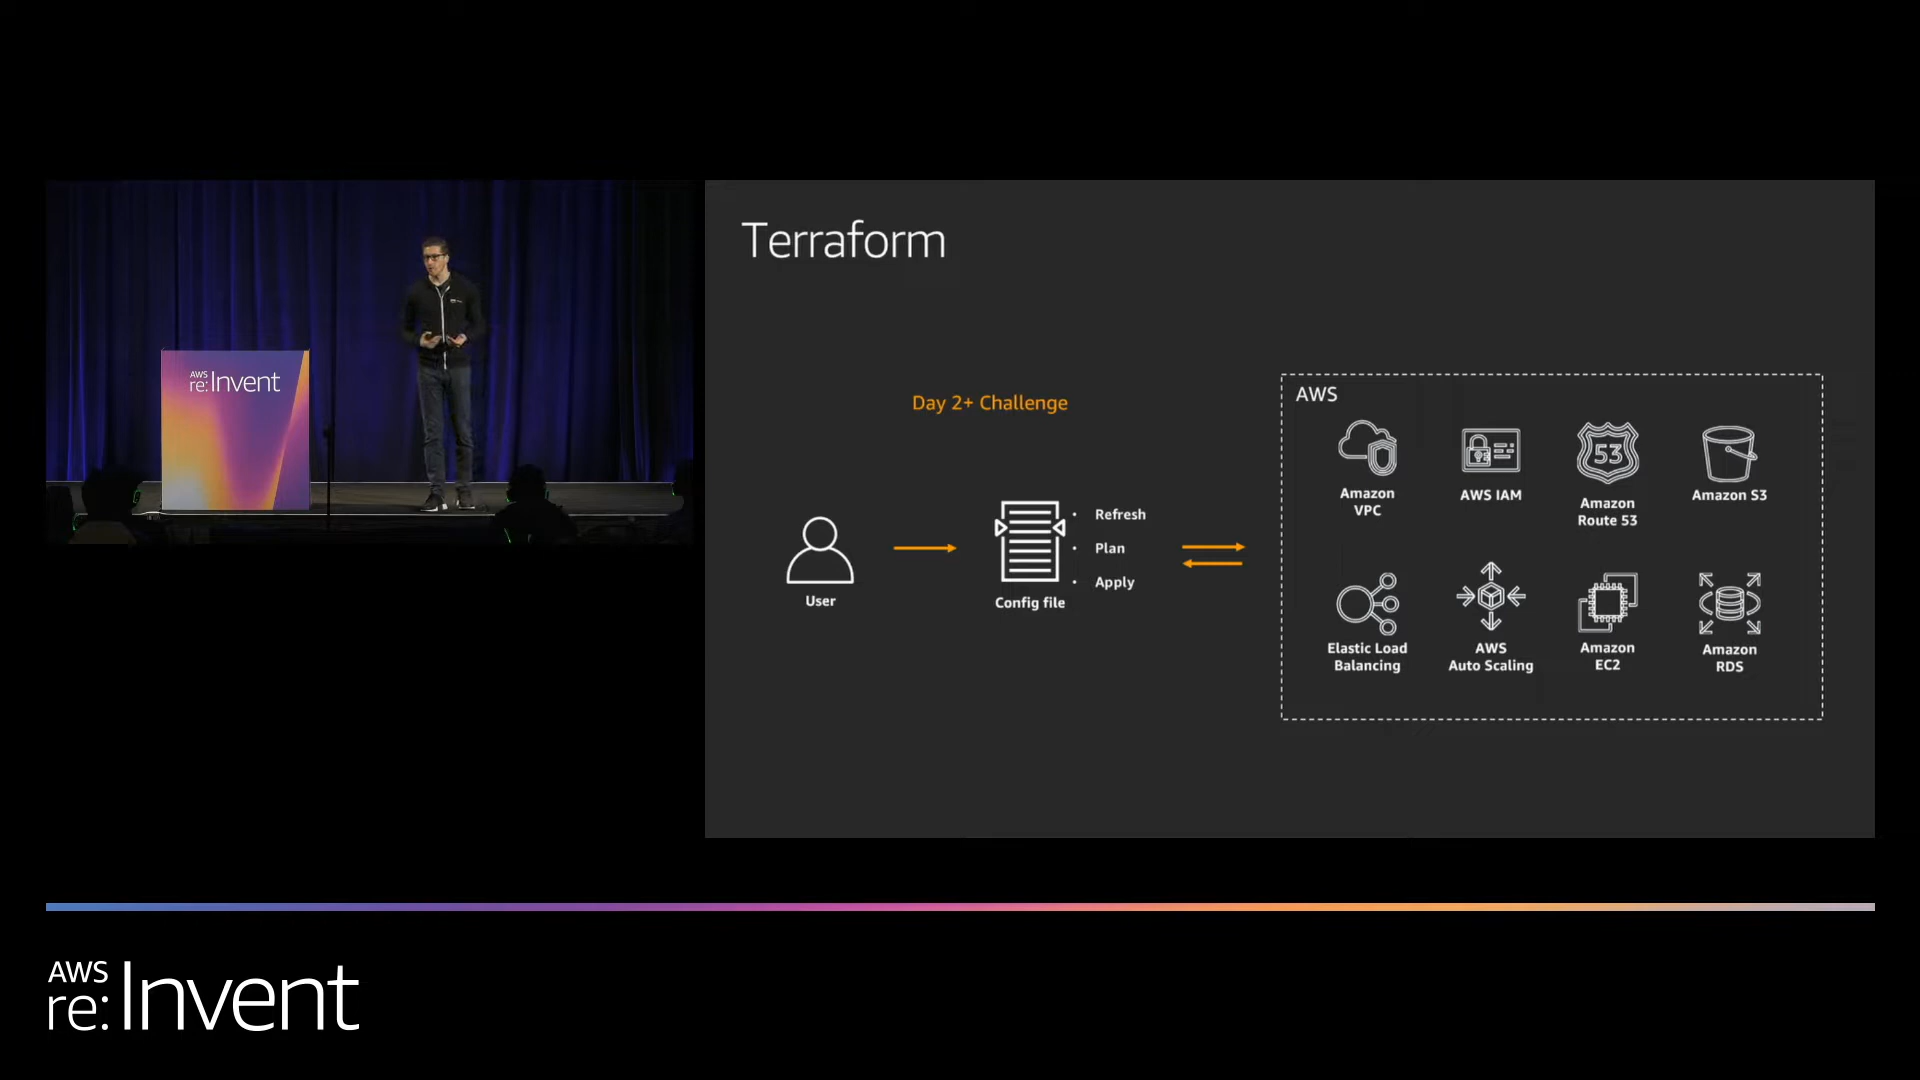 AWS
re:Invent
Terraform
Day 2+ Challenge
User
Config file
• Refresh
• Plan
• Apply
AWS
Amazon
VPC
AWS IAM
Amazon
Route 53
53
Amazon S3
Elastic Load
Balancing
AWS
Auto Scaling
Amazon
EC2
Amazon
RDS
AWS
re:Invent